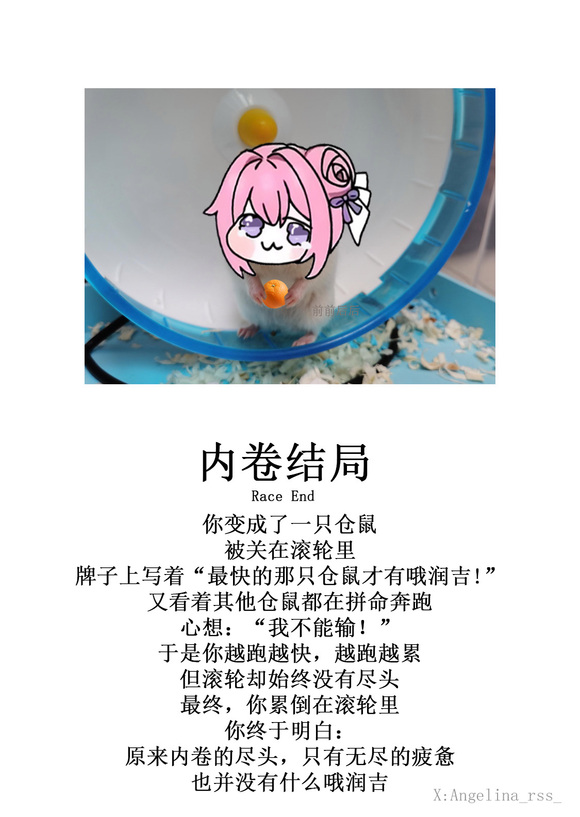 内卷结局
Race End
你变成了一只仓鼠
被关在滚轮里
牌子上写着“最快的那只仓鼠才有哦润吉!”
又看着其他仓鼠都在拼命奔跑
心想：“我不能输！”
于是你越跑越快，越跑越累
但滚轮却始终没有尽头
最终，你累倒在滚轮里
你终于明白：
原来内卷的尽头，只有无尽的疲惫
也并没有什么哦润吉
X:Angelina_rss_